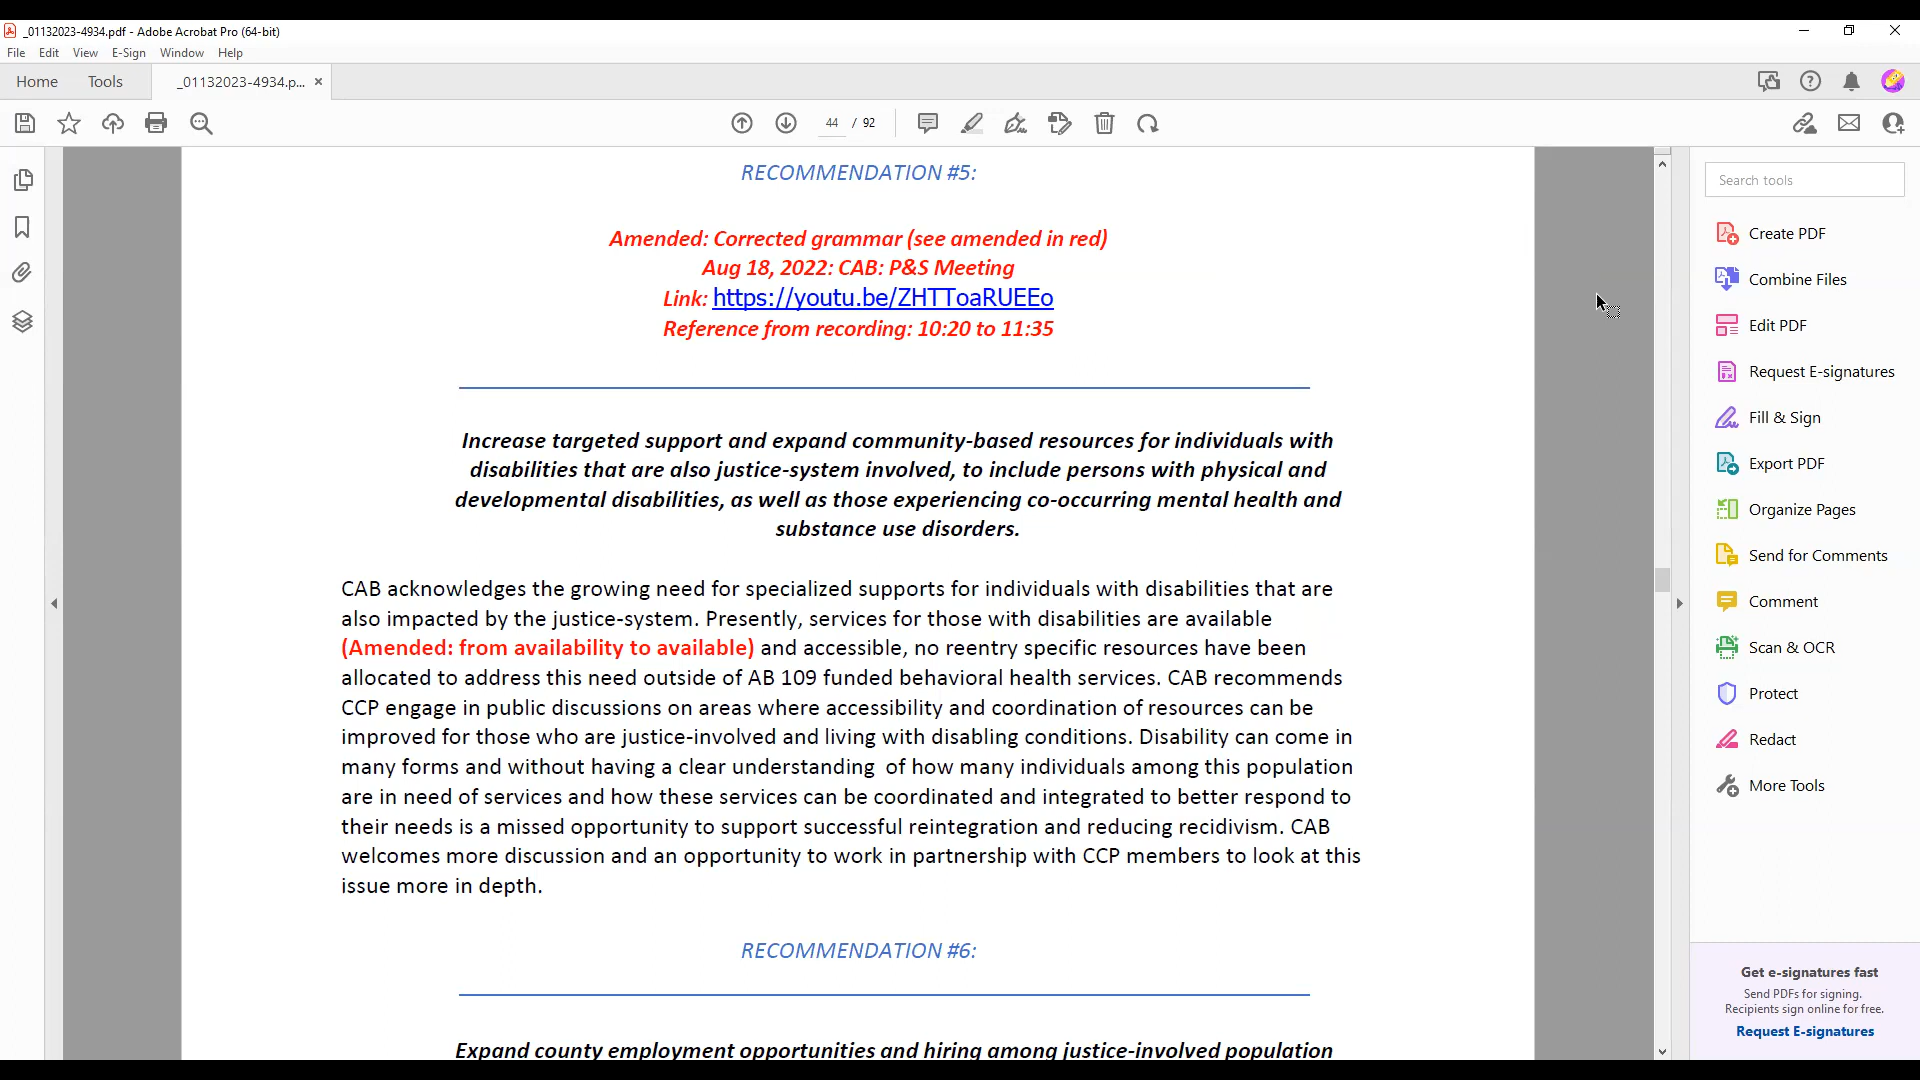 _01132023-4934.pdf - Adobe Acrobat Pro (64-bit)
File Edit View E-Sign Window Help
Home Tools _01132023-4934.p... ×
44 / 92
RECOMMENDATION #5:
Amended: Corrected grammar (see amended in red)
Aug 18, 2022: CAB: P&S Meeting
Link: https://youtu.be/ZHTToaRUEEo
Reference from recording: 10:20 to 11:35
Increase targeted support and expand community-based resources for individuals with
disabilities that are also justice-system involved, to include persons with physical and
developmental disabilities, as well as those experiencing co-occurring mental health and
substance use disorders.
CAB acknowledges the growing need for specialized supports for individuals with disabilities that are
also impacted by the justice-system. Presently, services for those with disabilities are available
(Amended: from availability to available) and accessible, no reentry specific resources have been
allocated to address this need outside of AB 109 funded behavioral health services. CAB recommends
CCP engage in public discussions on areas where accessibility and coordination of resources can be
improved for those who are justice-involved and living with disabling conditions. Disability can come in
many forms and without having a clear understanding of how many individuals among this population
are in need of services and how these services can be coordinated and integrated to better respond to
their needs is a missed opportunity to support successful reintegration and reducing recidivism. CAB
welcomes more discussion and an opportunity to work in partnership with CCP members to look at this
issue more in depth.
RECOMMENDATION #6:
Expand county employment opportunities and hiring among justice-involved population
Search tools
Create PDF
Combine Files
Edit PDF
Request E-signatures
Fill & Sign
Export PDF
Organize Pages
Send for Comments
Comment
Scan & OCR
Protect
Redact
More Tools
Get e-signatures fast
Send PDFs for signing.
Recipients sign online for free.
Request E-signatures